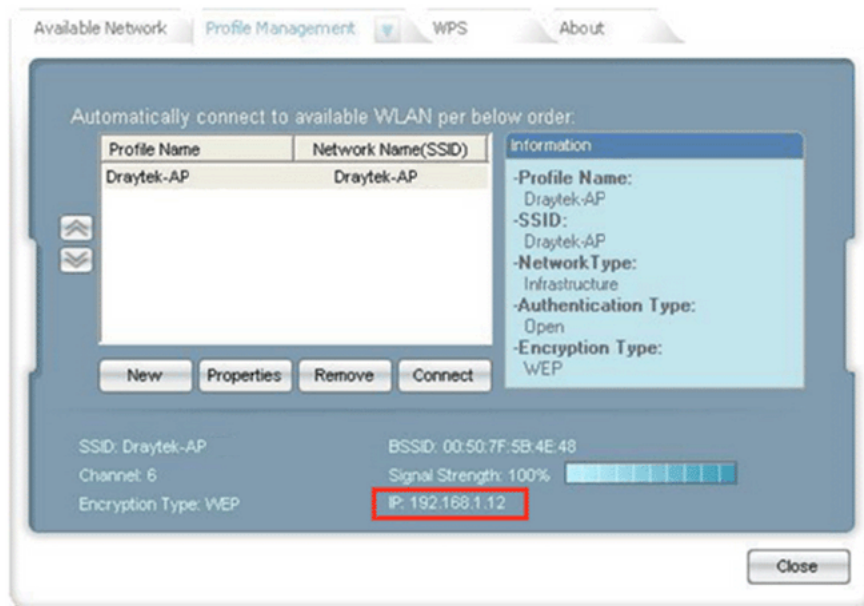 Available Network Profile Management WPS About
Automatically connect to available WLAN per below order:
Profile Name Network Name(SSID)
Draytek-AP Draytek-AP
Information
-Profile Name:
Draytek-AP
-SSID:
Draytek-AP
-NetworkType:
Infrastructure
-Authentication Type:
Open
-Encryption Type:
WEP
New Properties Remove Connect
SSID: Draytek-AP BSSID: 00:50:7F:5B:4E:48
Channel: 6 Signal Strength: 100%
Encryption Type: WEP IP: 192.168.1.12
Close